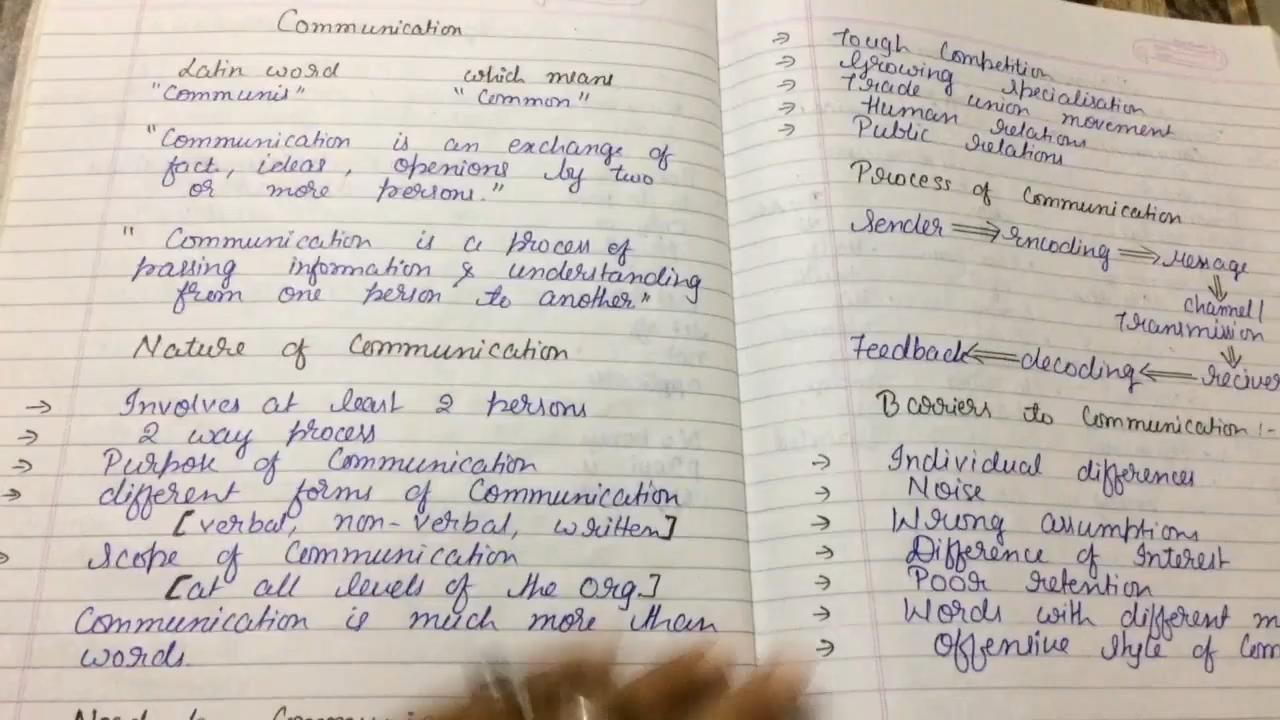 Communication
Latin word which means
"Communis" "Common"
"Communication is an exchange of
fact, ideas, openions by two
or more persons."
"Communication is a process of
passing information & understanding
from one person to another"
Nature of Communication
→ Involves at least 2 persons
→ 2 way process
→ Purpose of Communication
→ different forms of Communication
[verbal, non-verbal, written]
→ Scope of Communication
[at all levels of the org]
Communication is much more than
words.
⇒ Tough Competition
⇒ Growing specialisation
⇒ Trade union movement
⇒ Human relations
⇒ Public relations
Process of Communication
Sender ⇒ encoding ⇒ Message
⇓
channel/
Transmission
⇓
Feedback ⇐ decoding ⇐ reciver
Barriers to Communication :-
→ Individual differences
→ Noise
→ Wrong assumptions
→ Difference of Interest
→ Poor retention
→ Words with different m
→ Offensive style of Com